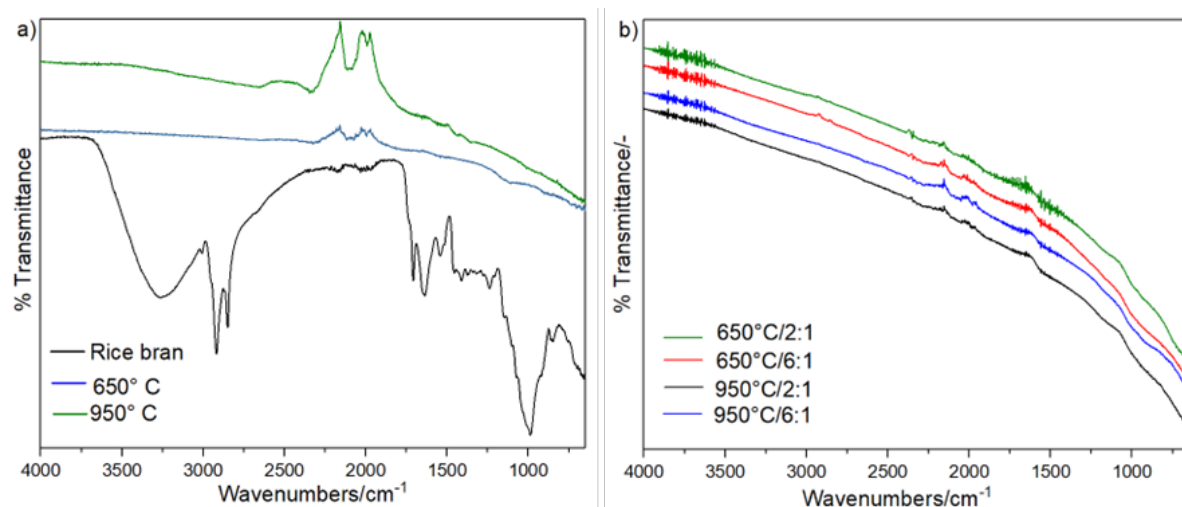 a)
% Transmittance
Rice bran
650° C
950° C
4000 3500 3000 2500 2000 1500 1000
Wavenumbers/cm⁻¹
b)
% Transmittance/-
650°C/2:1
650°C/6:1
950°C/2:1
950°C/6:1
4000 3500 3000 2500 2000 1500 1000
Wavenumbers/cm⁻¹